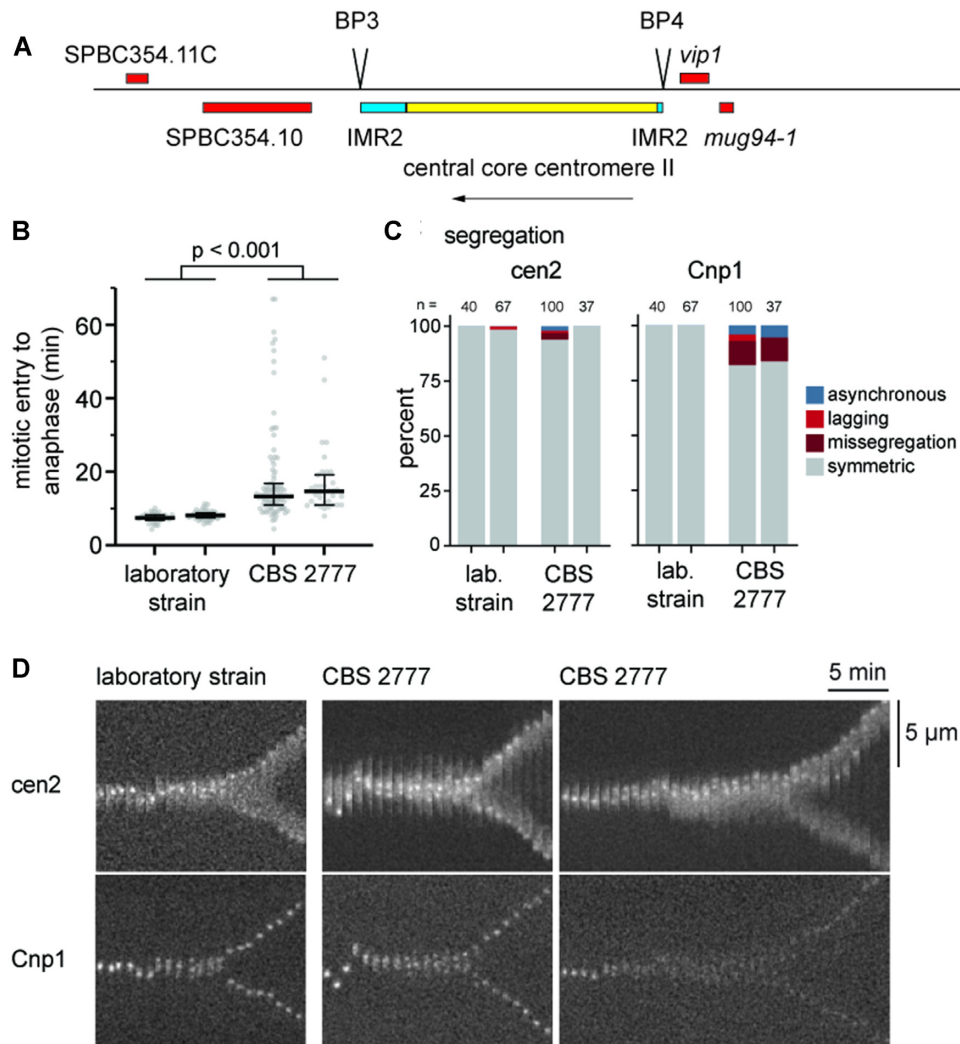 A
BP3
BP4
SPBC354.11C
vip1
SPBC354.10
IMR2
IMR2
mug94-1
central core centromere II
B
p < 0.001
mitotic entry to
anaphase (min)
60
40
20
0
laboratory
strain
CBS 2777
C
segregation
cen2
Cnp1
n =
40
67
100
37
40
67
100
37
percent
100
75
50
25
0
lab.
strain
CBS
2777
lab.
strain
CBS
2777
asynchronous
lagging
missegregation
symmetric
D
laboratory strain
CBS 2777
CBS 2777
5 min
5 µm
cen2
Cnp1